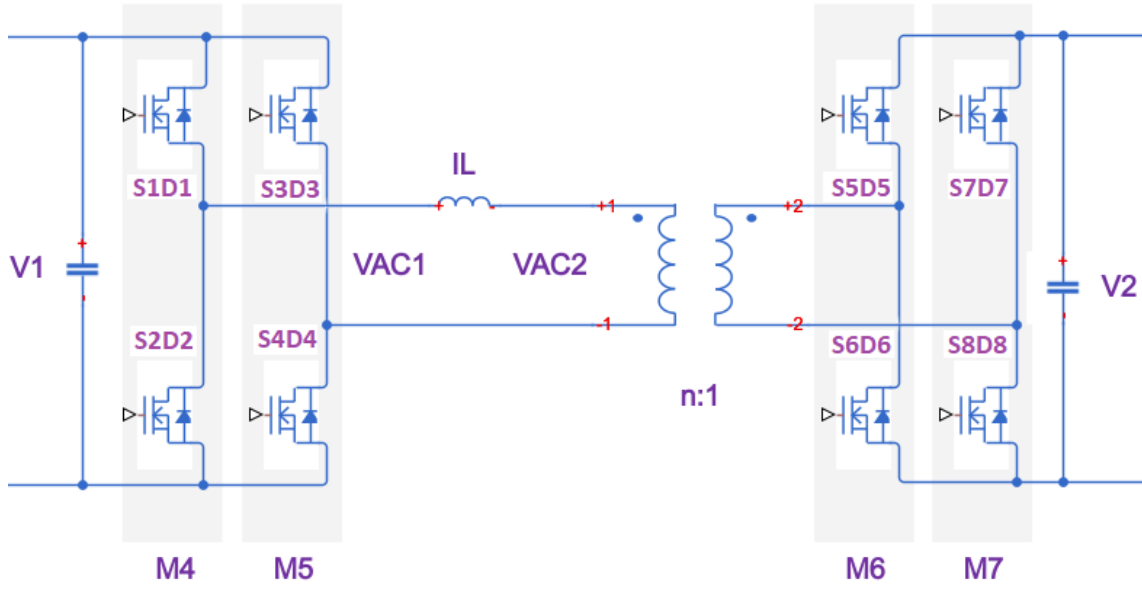 IL
S1D1
S3D3
S5D5
S7D7
+1
+2
V1
+
-
VAC1
VAC2
+
-
V2
-1
-2
S2D2
S4D4
S6D6
S8D8
n:1
M4
M5
M6
M7